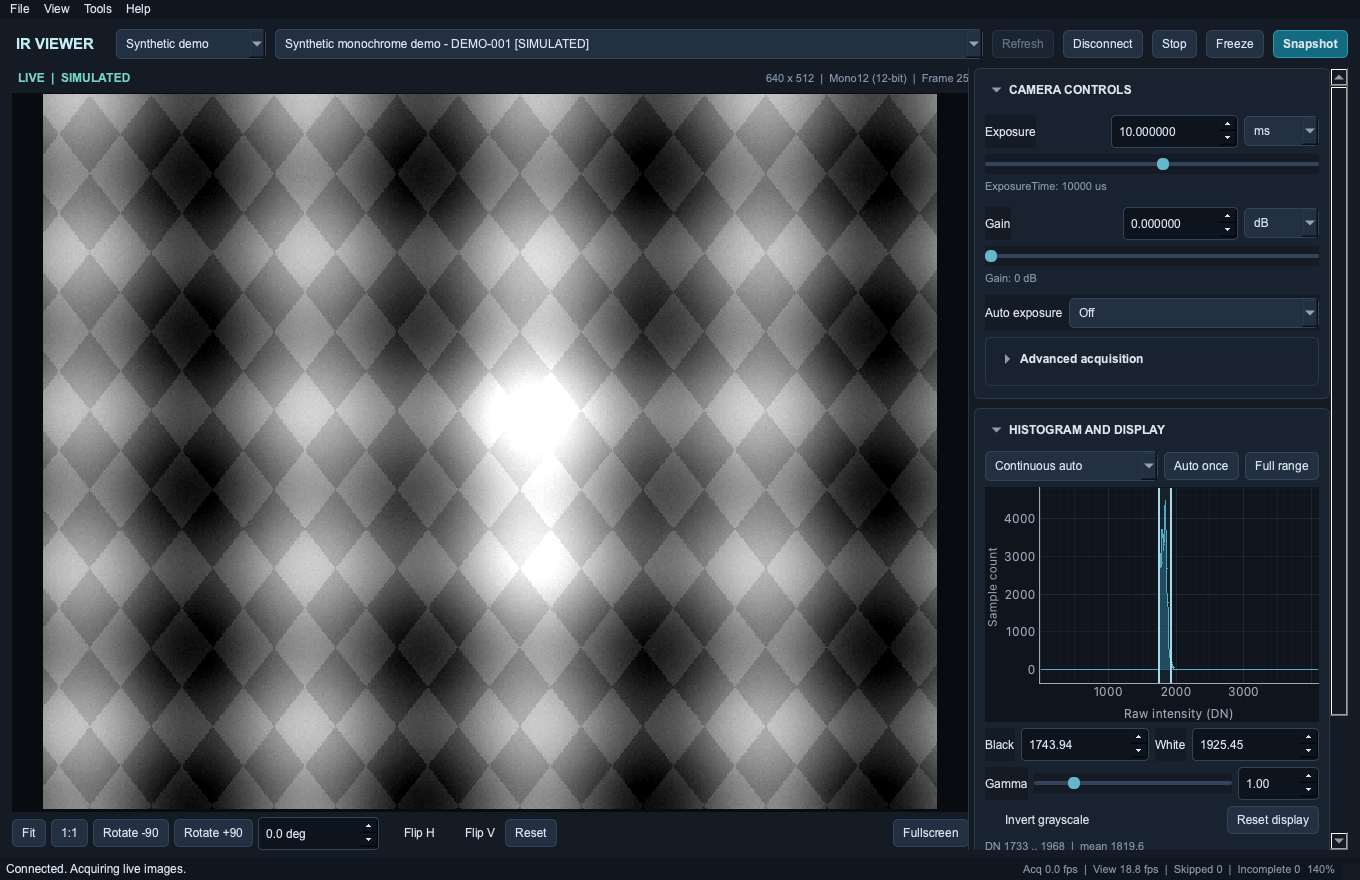 File View Tools Help
IR VIEWER Synthetic demo Synthetic monochrome demo - DEMO-001 [SIMULATED] Refresh Disconnect Stop Freeze Snapshot
LIVE | SIMULATED 640 x 512 | Mono12 (12-bit) | Frame 25
CAMERA CONTROLS
Exposure 10.000000 ms
ExposureTime: 10000 us
Gain 0.000000 dB
Gain: 0 dB
Auto exposure Off
Advanced acquisition
HISTOGRAM AND DISPLAY
Continuous auto Auto once Full range
Sample count
4000
3000
2000
1000
0
1000 2000 3000
Raw intensity (DN)
Black 1743.94 White 1925.45
Gamma 1.00
Invert grayscale Reset display
DN 1733 .. 1968 | mean 1819.6
Fit 1:1 Rotate -90 Rotate +90 0.0 deg Flip H Flip V Reset Fullscreen
Connected. Acquiring live images. Acq 0.0 fps | View 18.8 fps | Skipped 0 | Incomplete 0 140%